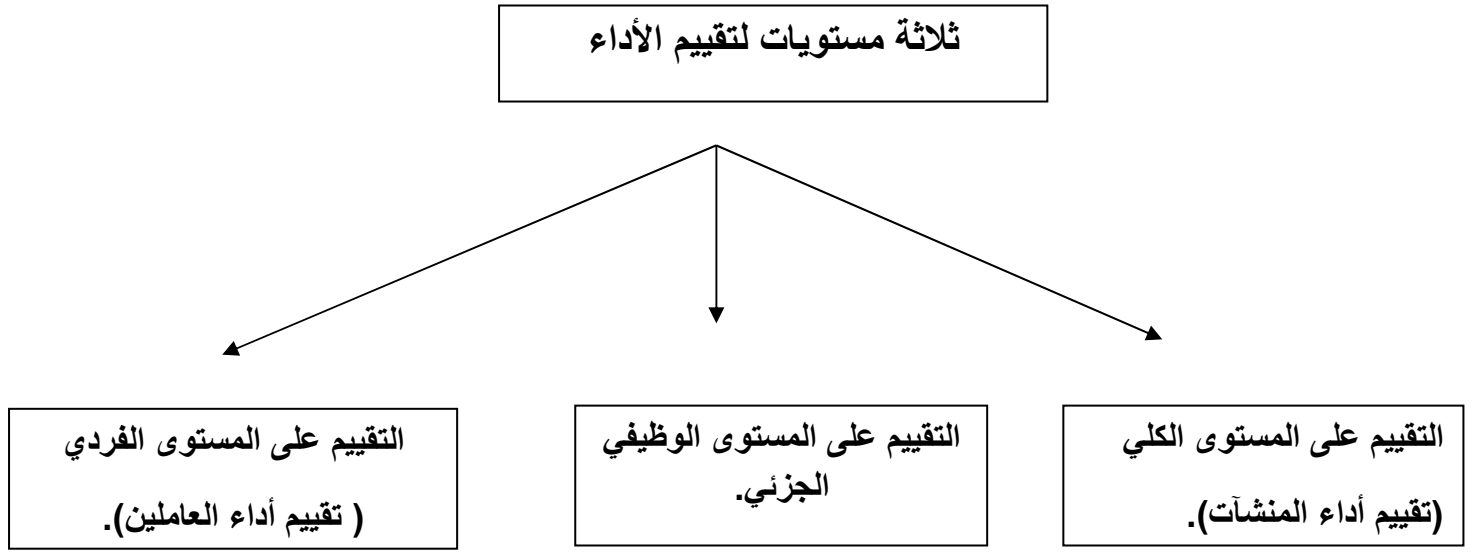 ثلاثة مستويات لتقييم الأداء
التقييم على المستوى الكلي
(تقييم أداء المنشآت).
التقييم على المستوى الوظيفي
الجزئي.
التقييم على المستوى الفردي
( تقييم أداء العاملين).